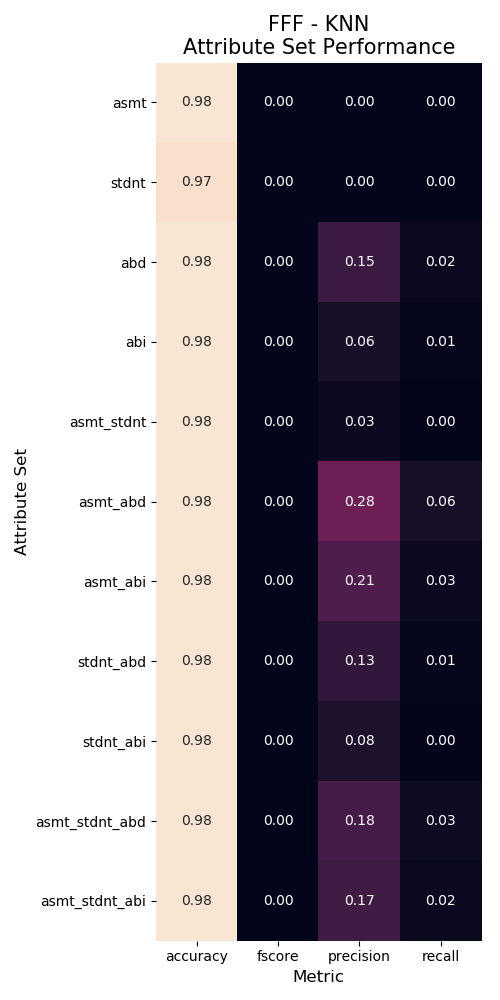 FFF - KNN
Attribute Set Performance
asmt 0.98 0.00 0.00 0.00
stdnt 0.97 0.00 0.00 0.00
abd 0.98 0.00 0.15 0.02
abi 0.98 0.00 0.06 0.01
asmt_stdnt 0.98 0.00 0.03 0.00
asmt_abd 0.98 0.00 0.28 0.06
asmt_abi 0.98 0.00 0.21 0.03
stdnt_abd 0.98 0.00 0.13 0.01
stdnt_abi 0.98 0.00 0.08 0.00
asmt_stdnt_abd 0.98 0.00 0.18 0.03
asmt_stdnt_abi 0.98 0.00 0.17 0.02
Attribute Set
accuracy fscore precision recall
Metric